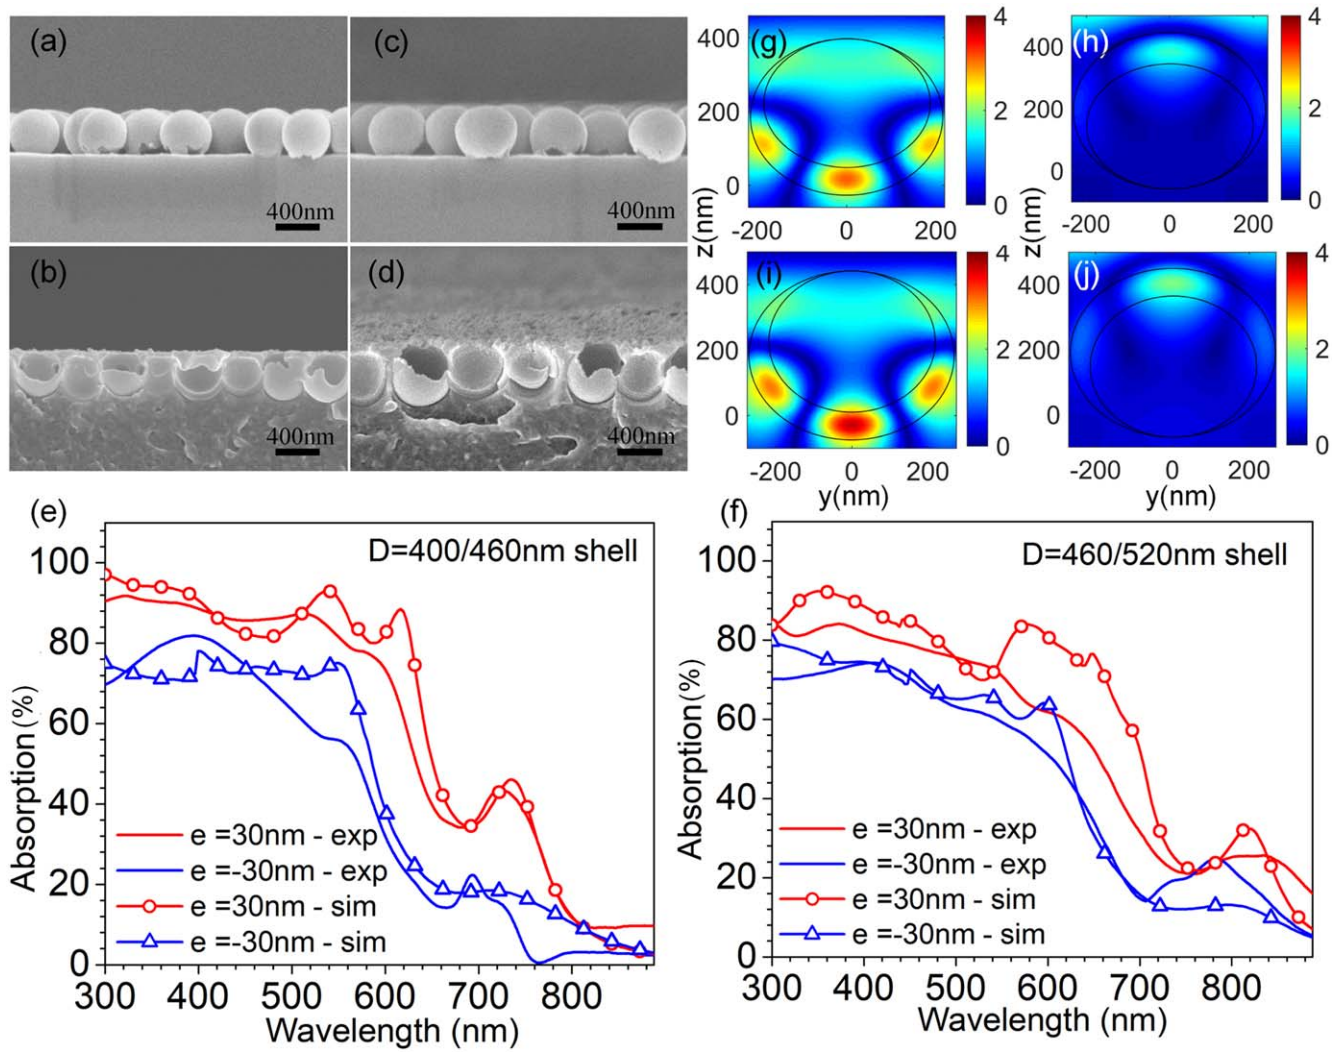 (a)
400nm
(c)
400nm
(b)
400nm
(d)
400nm
(g)
400
200
0
-200 0 200
4
2
0
z(nm)
(h)
400
200
0
-200 0 200
4
2
0
z(nm)
(i)
400
200
0
-200 0 200
y(nm)
4
2
0
(j)
400
200
0
-200 0 200
y(nm)
4
2
0
(e)
D=400/460nm shell
Absorption (%)
100
80
60
40
20
0
e =30nm - exp
e =-30nm - exp
e =30nm - sim
e =-30nm - sim
300 400 500 600 700 800
Wavelength (nm)
(f)
D=460/520nm shell
Absorption (%)
100
80
60
40
20
0
e =30nm - exp
e =-30nm - exp
e =30nm - sim
e =-30nm - sim
300 400 500 600 700 800
Wavelength (nm)